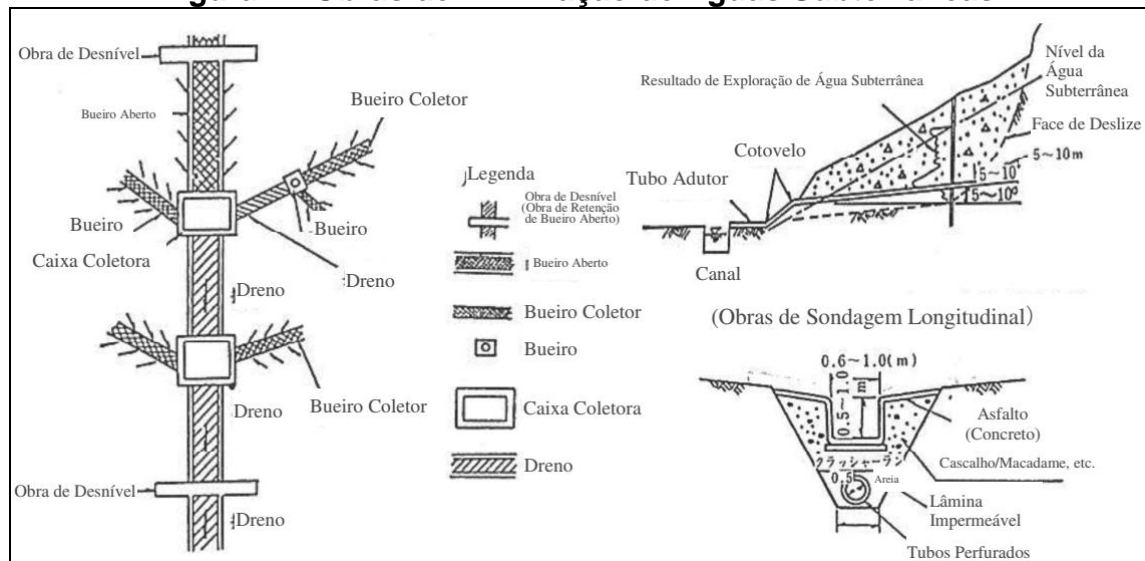 Obra de Desnível
Bueiro Aberto
Bueiro Coletor
Bueiro
Bueiro
Caixa Coletora
Dreno
Dreno
Dreno
Bueiro Coletor
Obra de Desnível
Dreno
Legenda
Obra de Desnível
(Obra de Retenção
de Bueiro Aberto)
Bueiro Aberto
Bueiro Coletor
Bueiro
Caixa Coletora
Dreno
Resultado de Exploração de Água Subterrânea
Nível da
Água
Subterrânea
Face de Deslize
5~10m
5~10
5~10°
Cotovelo
Tubo Adutor
Canal
(Obras de Sondagem Longitudinal)
0.6~1.0(m)
0.5~1.0
m
Asfalto
(Concreto)
Cascalho/Macadame, etc.
クラッシャーラン
0.5
Areia
Lâmina
Impermeável
Tubos Perfurados